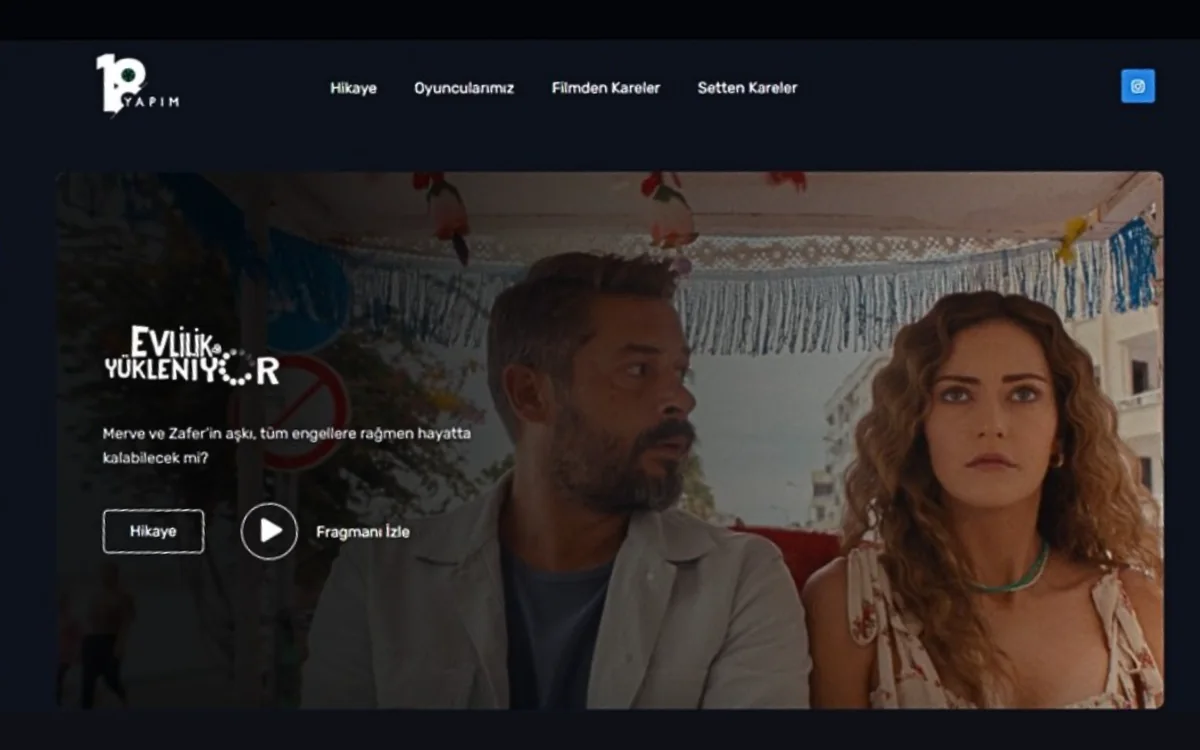 1P
YAPIM
Hikaye
Oyuncularımız
Filmden Kareler
Setten Kareler
EVLİLİK
YÜKLENİYOR
Merve ve Zafer'in aşkı, tüm engellere rağmen hayatta
kalabilecek mi?
Hikaye
Fragmanı İzle